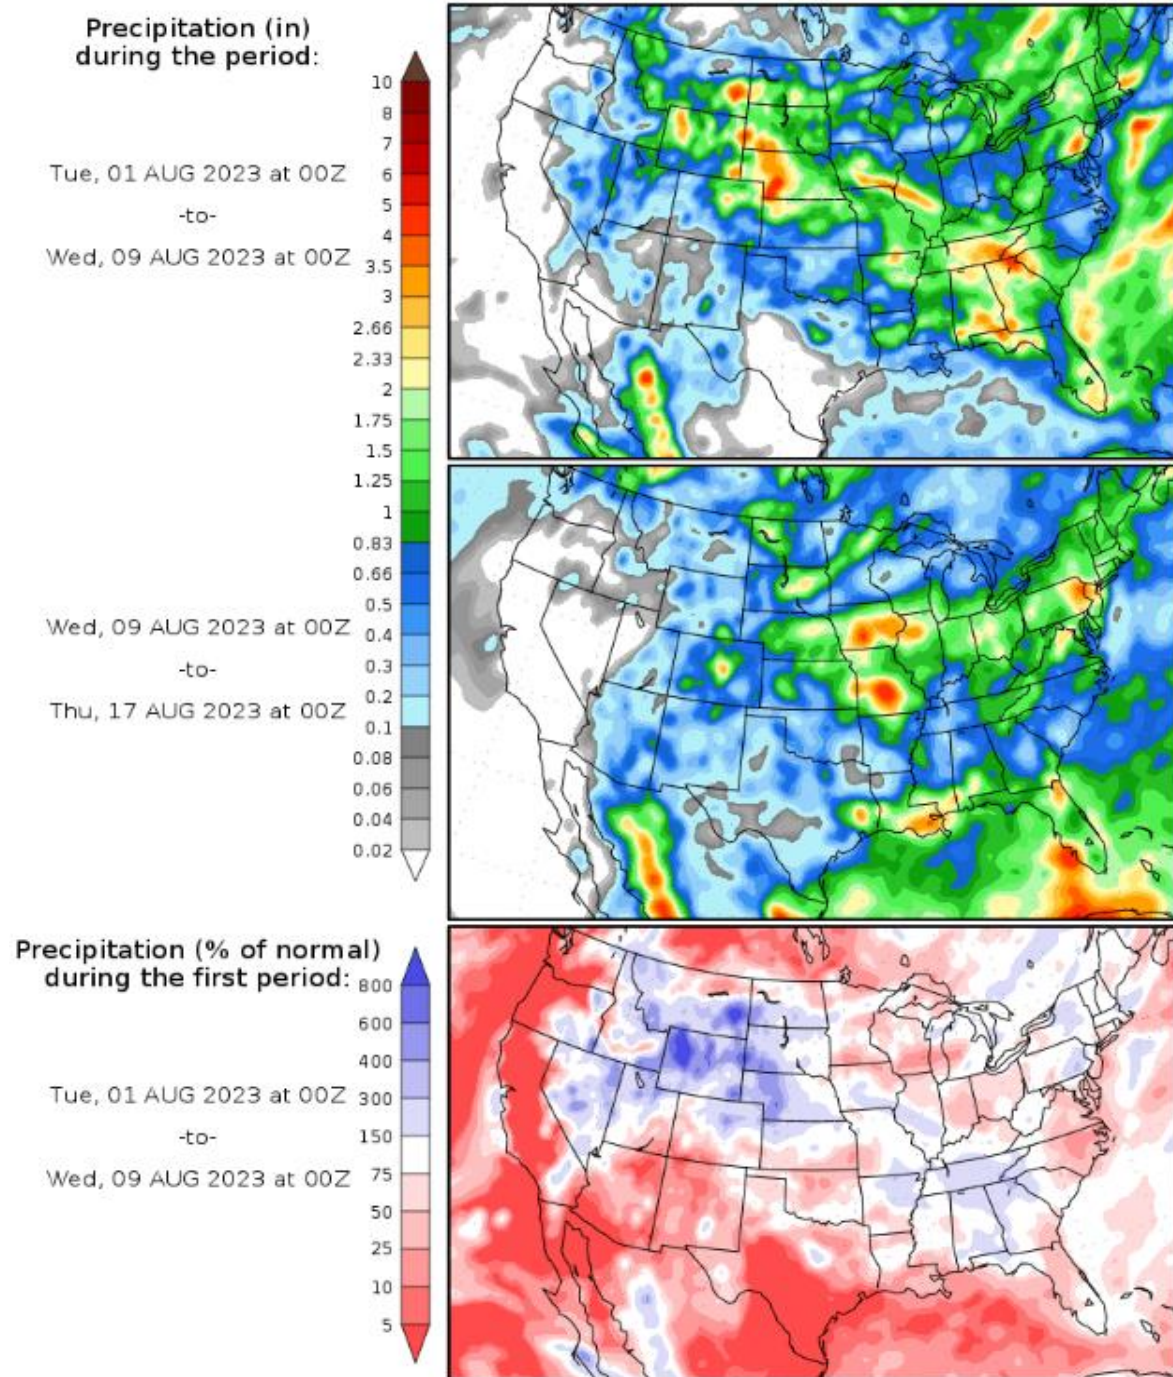 Precipitation (in)
during the period:
10
8
7
Tue, 01 AUG 2023 at 00Z
6
5
-to-
4
Wed, 09 AUG 2023 at 00Z
3.5
3
2.66
2.33
2
1.75
1.5
1.25
1
0.83
0.66
0.5
Wed, 09 AUG 2023 at 00Z
0.4
0.3
-to-
0.2
Thu, 17 AUG 2023 at 00Z
0.1
0.08
0.06
0.04
0.02
Precipitation (% of normal)
during the first period:
800
600
400
Tue, 01 AUG 2023 at 00Z
300
-to-
150
Wed, 09 AUG 2023 at 00Z
75
50
25
10
5